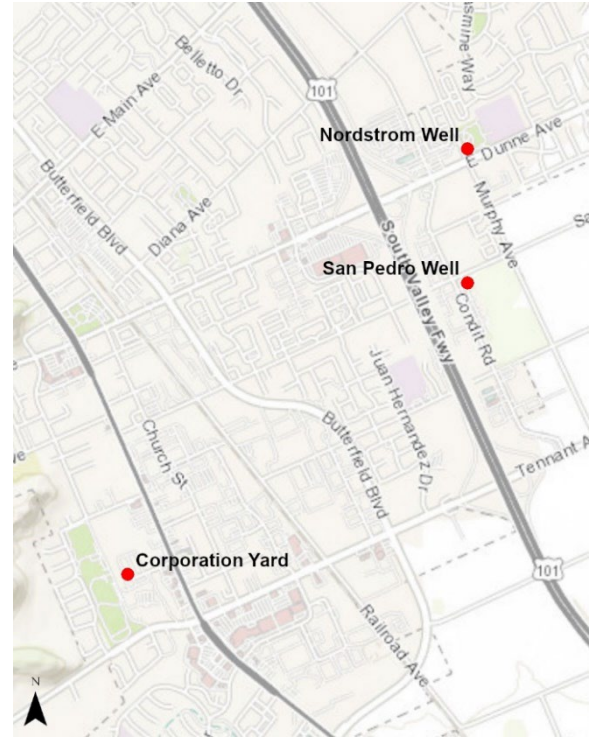 asmine-Way
Belletto Dr
101
E Main Ave
Nordstrom Well
E Dunne Ave
Butterfield Blvd
Murphy Ave
Diana Ave
South Valley Fwy
San Pedro Well
Condit Rd
Juan Hernandez Dr
Church St
Butterfield Blvd
Tennant A
Corporation Yard
101
Railroad Ave
N